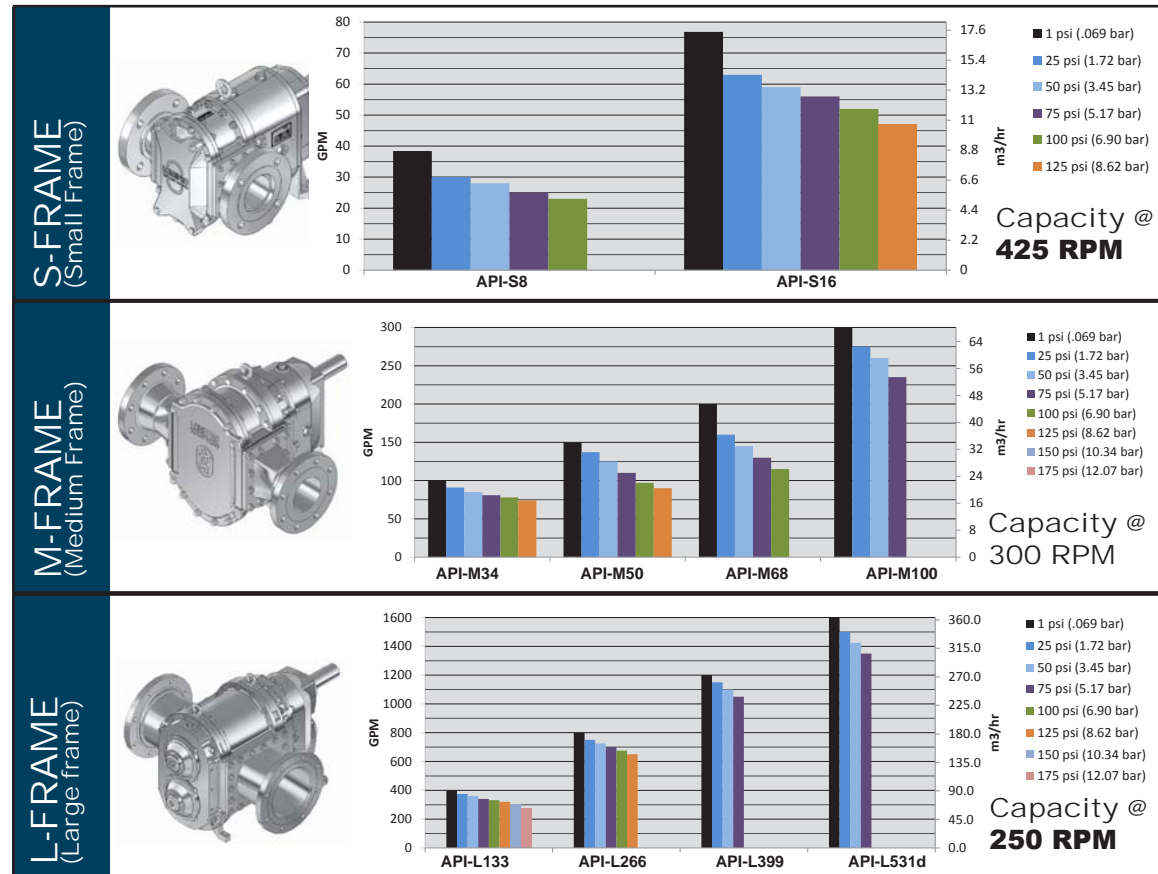 S-FRAME
(Small Frame)
GPM
80
70
60
50
40
30
20
10
0
API-S8
API-S16
17.6
15.4
13.2
11
8.8
6.6
4.4
2.2
0
m3/hr
1 psi (.069 bar)
25 psi (1.72 bar)
50 psi (3.45 bar)
75 psi (5.17 bar)
100 psi (6.90 bar)
125 psi (8.62 bar)
Capacity @
425 RPM
M-FRAME
(Medium Frame)
GPM
300
250
200
150
100
50
0
API-M34
API-M50
API-M68
API-M100
64
56
48
40
32
24
16
8
0
m3/hr
1 psi (.069 bar)
25 psi (1.72 bar)
50 psi (3.45 bar)
75 psi (5.17 bar)
100 psi (6.90 bar)
125 psi (8.62 bar)
150 psi (10.34 bar)
175 psi (12.07 bar)
Capacity @
300 RPM
L-FRAME
(Large frame)
GPM
1600
1400
1200
1000
800
600
400
200
0
API-L133
API-L266
API-L399
API-L531d
360.0
315.0
270.0
225.0
180.0
135.0
90.0
45.0
0.0
m3/hr
1 psi (.069 bar)
25 psi (1.72 bar)
50 psi (3.45 bar)
75 psi (5.17 bar)
100 psi (6.90 bar)
125 psi (8.62 bar)
150 psi (10.34 bar)
175 psi (12.07 bar)
Capacity @
250 RPM